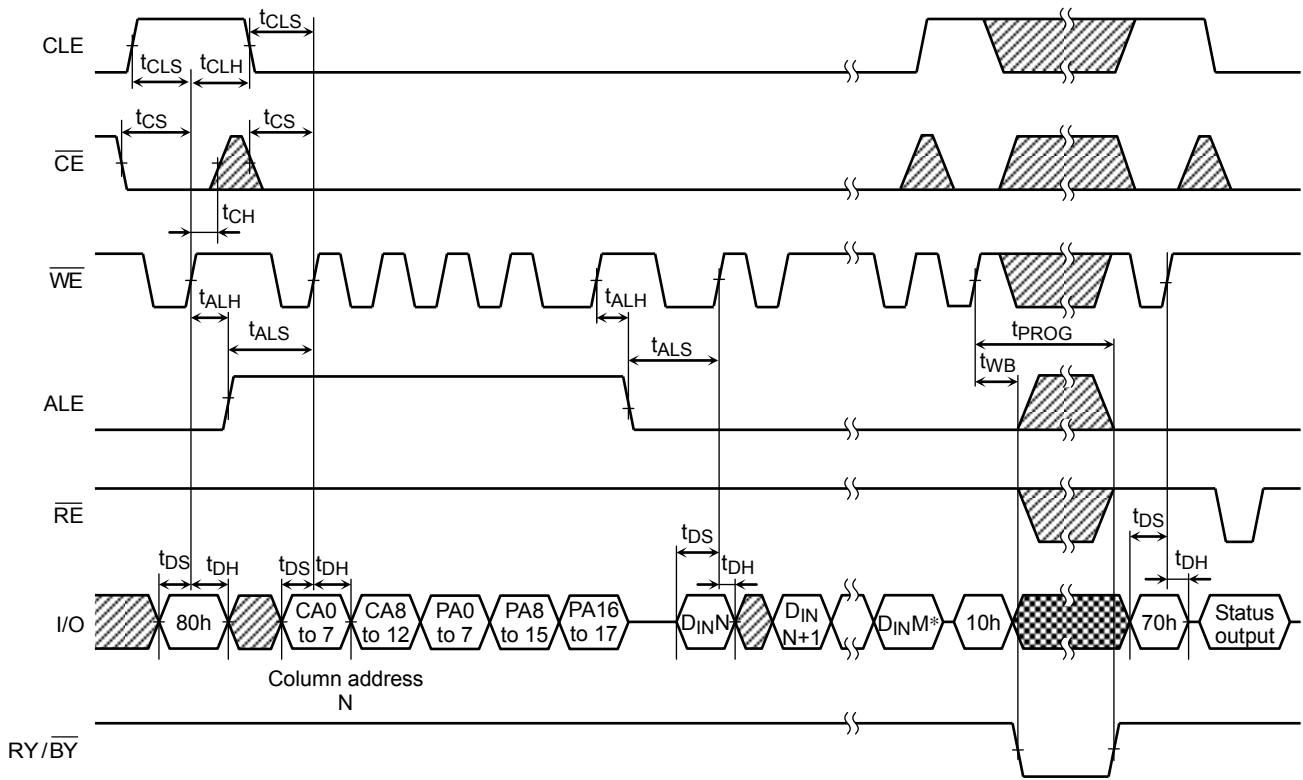 CLE
tCLS
tCLS tCLH
CE
tCS
tCS
tCH
WE
tALH
tALH
tALS
tALS
tPROG
tWB
ALE
RE
tDS tDH
tDS tDH
tDS
tDH
tDS
tDH
I/O
80h
CA0
to 7
CA8
to 12
PA0
to 7
PA8
to 15
PA16
to 17
DINN
DIN
N+1
DINM*
10h
70h
Status
output
Column address
N
RY/BY